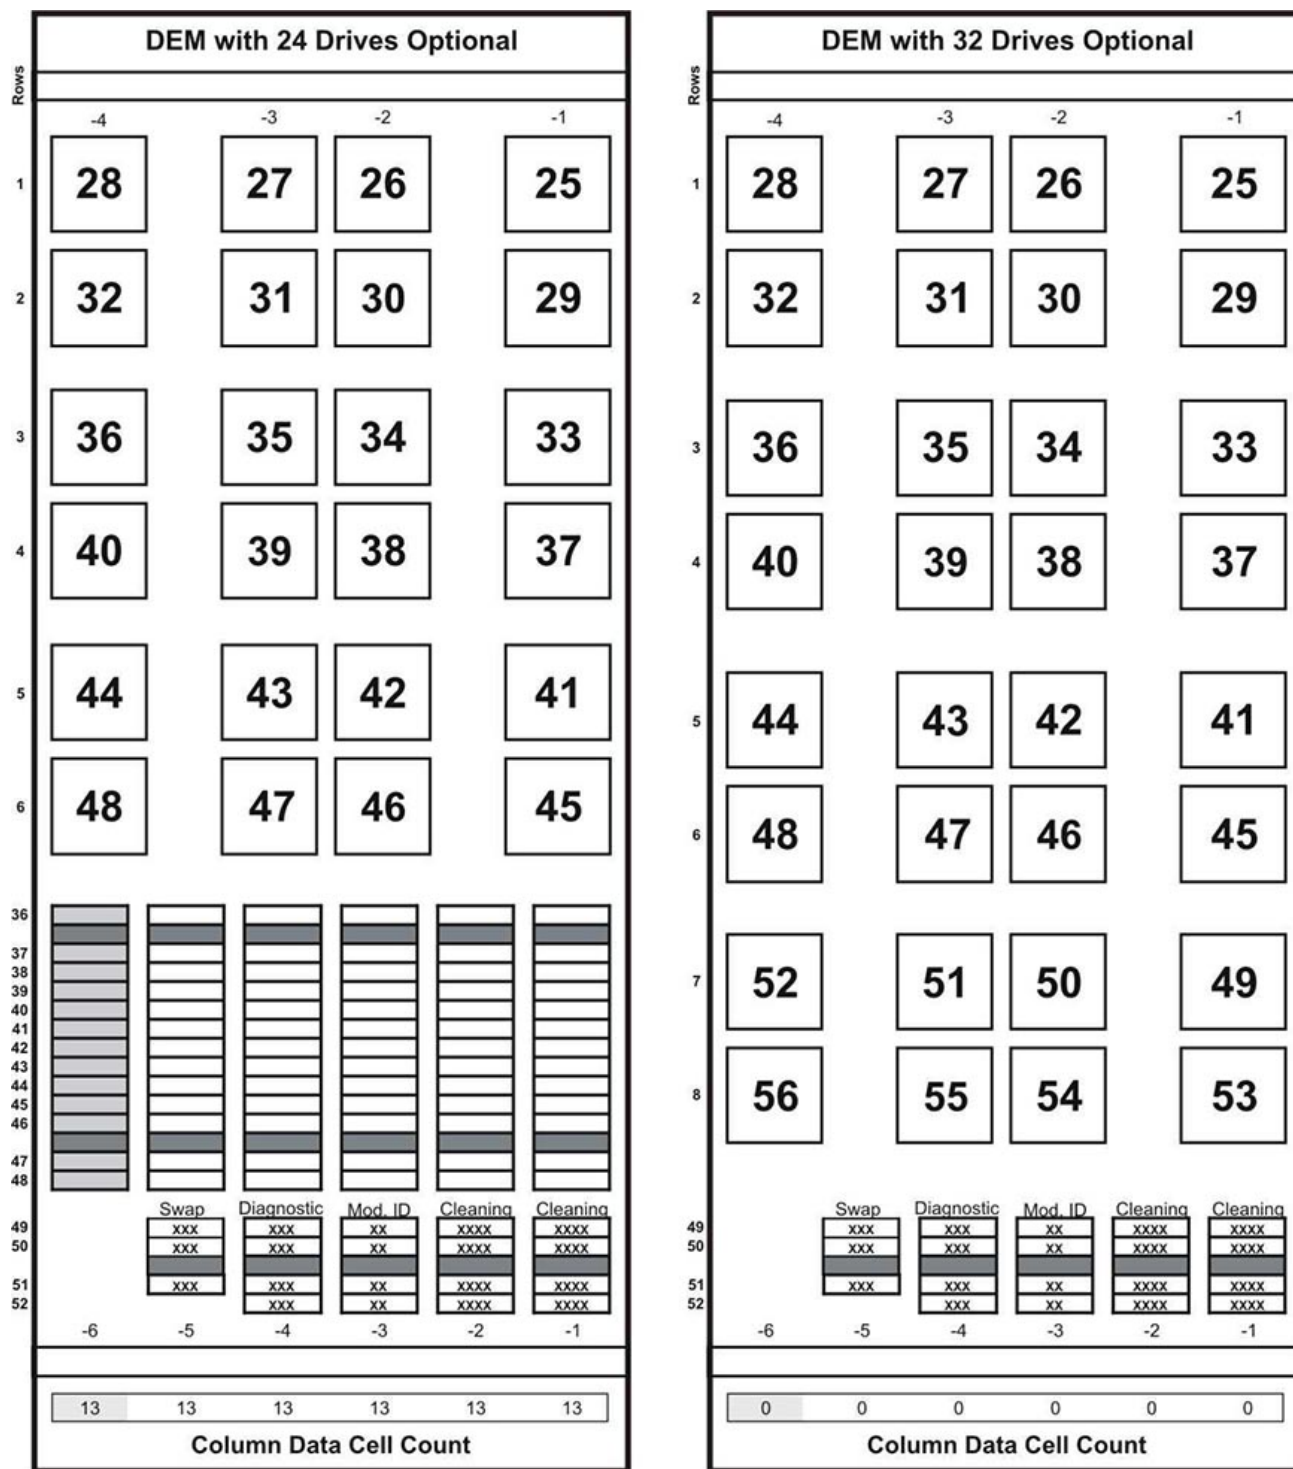 DEM with 24 Drives Optional
Rows
-4 -3 -2 -1
1 28 27 26 25
2 32 31 30 29
3 36 35 34 33
4 40 39 38 37
5 44 43 42 41
6 48 47 46 45
36
37
38
39
40
41
42
43
44
45
46
47
48
Swap Diagnostic Mod. ID Cleaning Cleaning
49 xxx xxx xx xxxx xxxx
50 xxx xxx xx xxxx xxxx
51 xxx xxx xx xxxx xxxx
52 xxx xx xxxx xxxx
-6 -5 -4 -3 -2 -1
13 13 13 13 13 13
Column Data Cell Count
DEM with 32 Drives Optional
Rows
-4 -3 -2 -1
1 28 27 26 25
2 32 31 30 29
3 36 35 34 33
4 40 39 38 37
5 44 43 42 41
6 48 47 46 45
7 52 51 50 49
8 56 55 54 53
Swap Diagnostic Mod. ID Cleaning Cleaning
49 xxx xxx xx xxxx xxxx
50 xxx xxx xx xxxx xxxx
51 xxx xxx xx xxxx xxxx
52 xxx xx xxxx xxxx
-6 -5 -4 -3 -2 -1
0 0 0 0 0 0
Column Data Cell Count